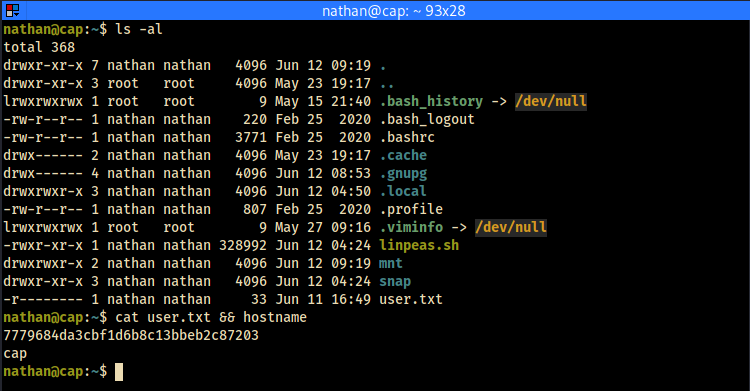 nathan@cap: ~ 93x28
nathan@cap:~$ ls -al
total 368
drwxr-xr-x 7 nathan nathan   4096 Jun 12 09:19 .
drwxr-xr-x 3 root   root     4096 May 23 19:17 ..
lrwxrwxrwx 1 root   root        9 May 15 21:40 .bash_history -> /dev/null
-rw-r--r-- 1 nathan nathan    220 Feb 25  2020 .bash_logout
-rw-r--r-- 1 nathan nathan   3771 Feb 25  2020 .bashrc
drwx------ 2 nathan nathan   4096 May 23 19:17 .cache
drwx------ 4 nathan nathan   4096 Jun 12 08:53 .gnupg
drwxrwxr-x 3 nathan nathan   4096 Jun 12 04:50 .local
-rw-r--r-- 1 nathan nathan    807 Feb 25  2020 .profile
lrwxrwxrwx 1 root   root        9 May 27 09:16 .viminfo -> /dev/null
-rwxr-xr-x 1 nathan nathan 328992 Jun 12 04:24 linpeas.sh
drwxrwxr-x 2 nathan nathan   4096 Jun 12 09:19 mnt
drwxr-xr-x 3 nathan nathan   4096 Jun 12 04:24 snap
-r-------- 1 nathan nathan     33 Jun 11 16:49 user.txt
nathan@cap:~$ cat user.txt && hostname
7779684da3cbf1d6b8c13bbeb2c87203
cap
nathan@cap:~$